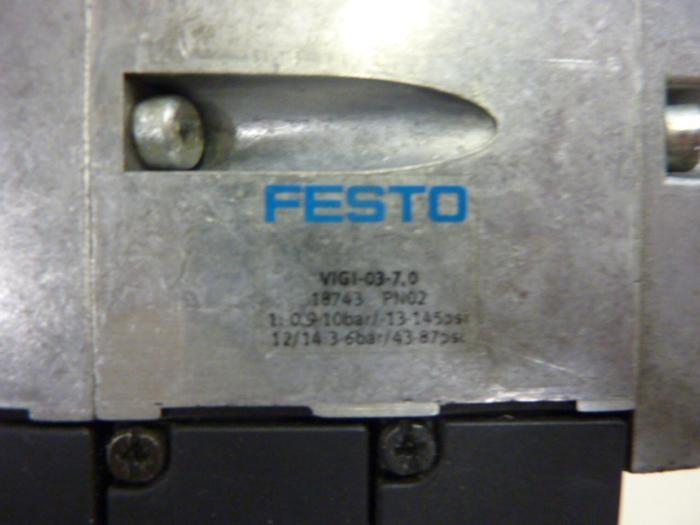 FESTO
VIGI-03-7,0
18743 PN02
1: 0,9-10bar/-13-145psi
12/14:3-6bar/43-87psi